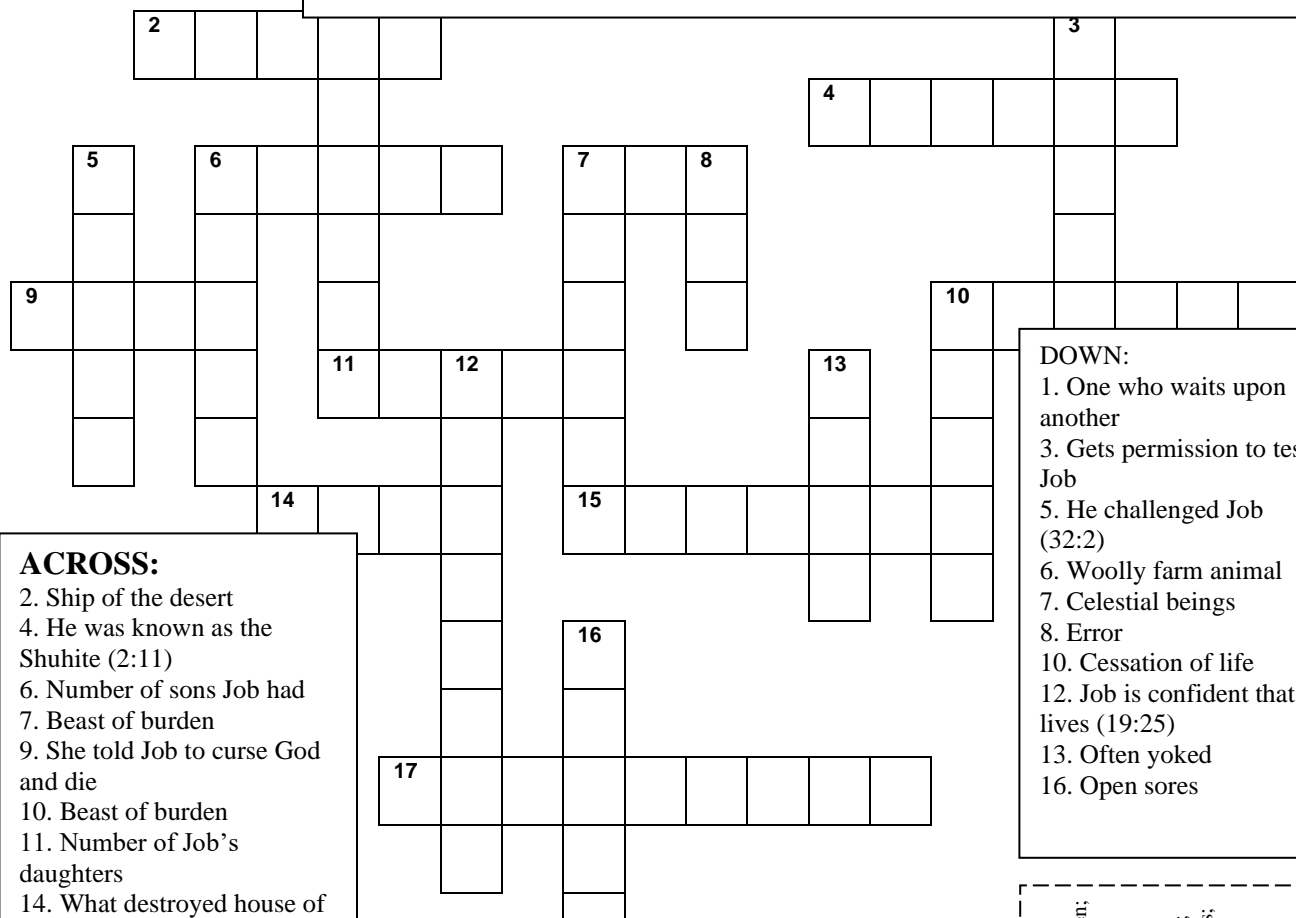 2
3
4
5
6
7
8
9
10
11
12
13
14
15
16
17
ACROSS:
2. Ship of the desert
4. He was known as the
Shuhite (2:11)
6. Number of sons Job had
7. Beast of burden
9. She told Job to curse God
and die
10. Beast of burden
11. Number of Job’s
daughters
14. What destroyed house of
DOWN:
1. One who waits upon
another
3. Gets permission to tes
Job
5. He challenged Job
(32:2)
6. Woolly farm animal
7. Celestial beings
8. Error
10. Cessation of life
12. Job is confident that
lives (19:25)
13. Often yoked
16. Open sores